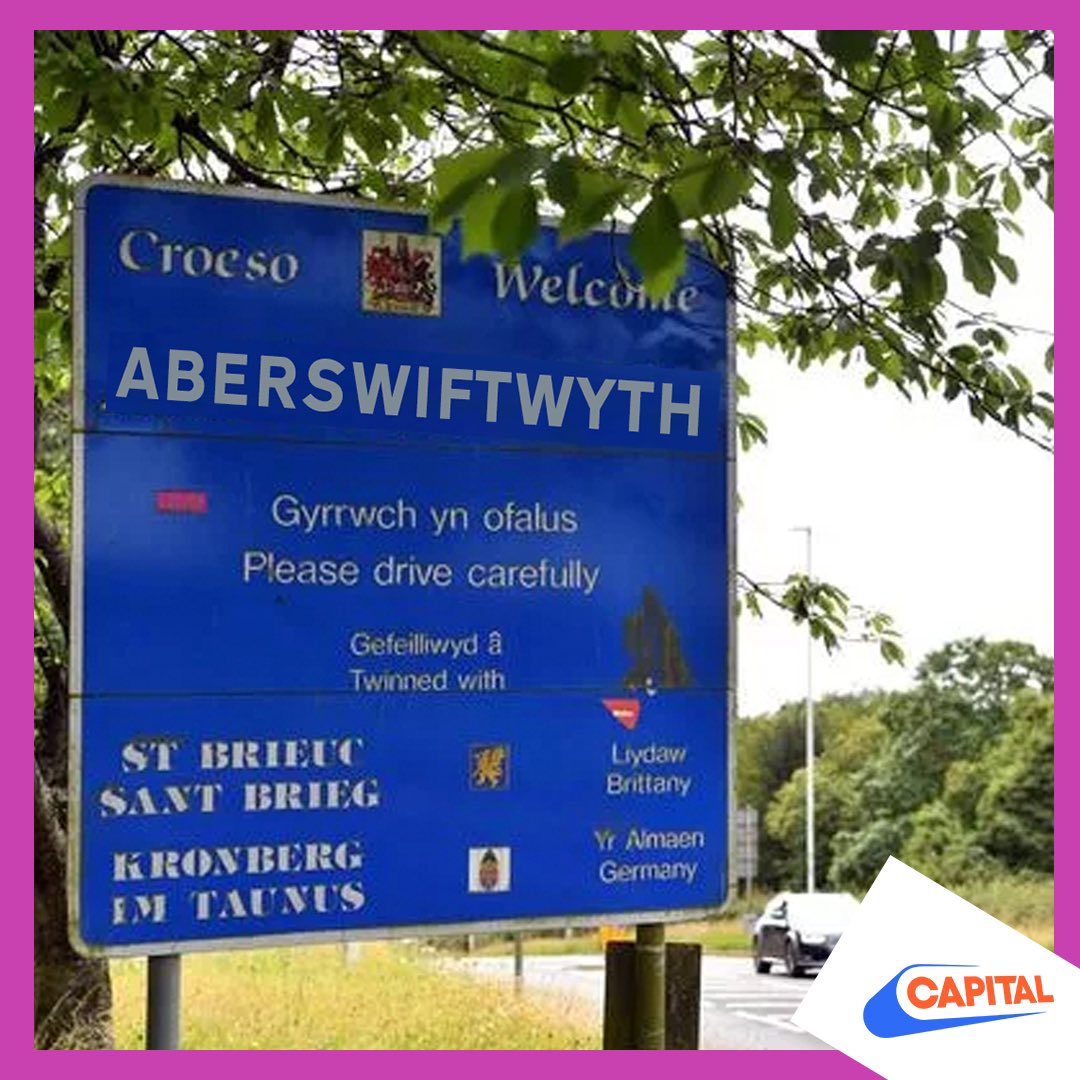 Croeso Welcome
ABERSWIFTWYTH
Gyrrwch yn ofalus
Please drive carefully
Gefeilliwyd â
Twinned with
ST BRIEUC
SANT BRIEG
Llydaw
Brittany
KRONBERG
IM TAUNUS
Yr Almaen
Germany
CAPITAL